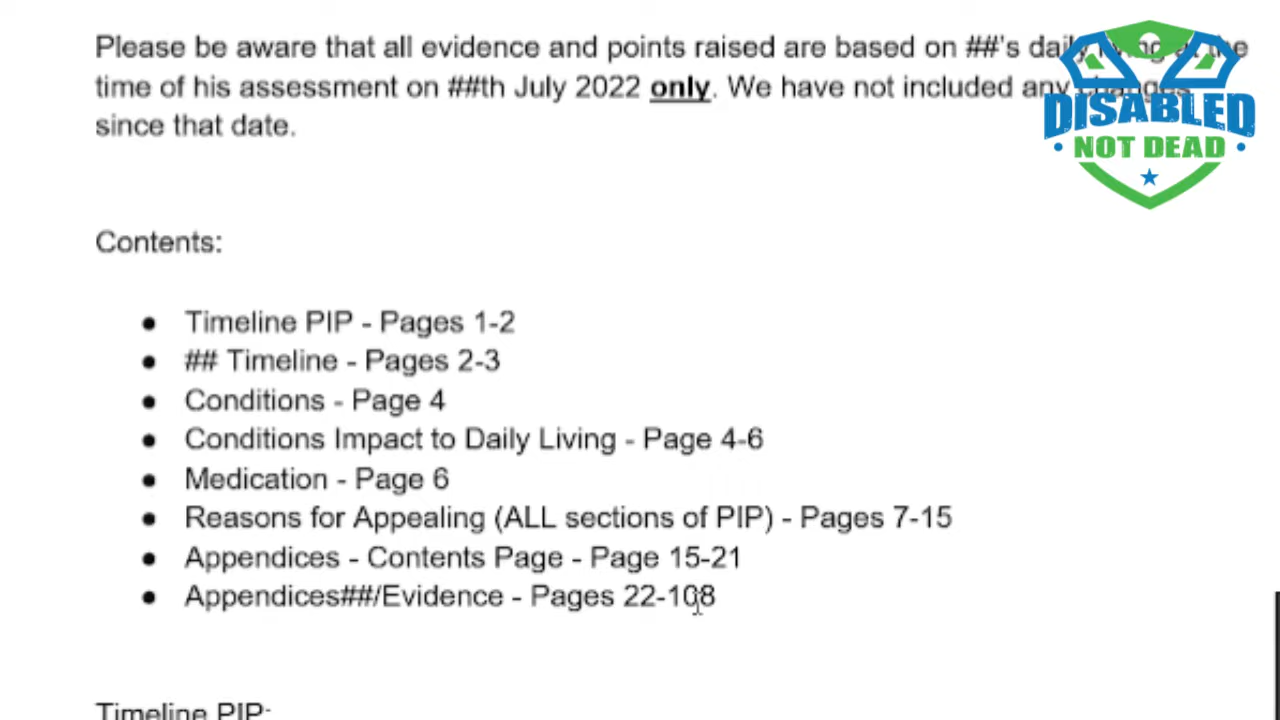 Please be aware that all evidence and points raised are based on ##'s daily living at the
time of his assessment on ##th July 2022 only. We have not included any changes
since that date.
DISABLED
NOT DEAD
Contents:
● Timeline PIP - Pages 1-2
● ## Timeline - Pages 2-3
● Conditions - Page 4
● Conditions Impact to Daily Living - Page 4-6
● Medication - Page 6
● Reasons for Appealing (ALL sections of PIP) - Pages 7-15
● Appendices - Contents Page - Page 15-21
● Appendices##/Evidence - Pages 22-108
Timeline PIP: